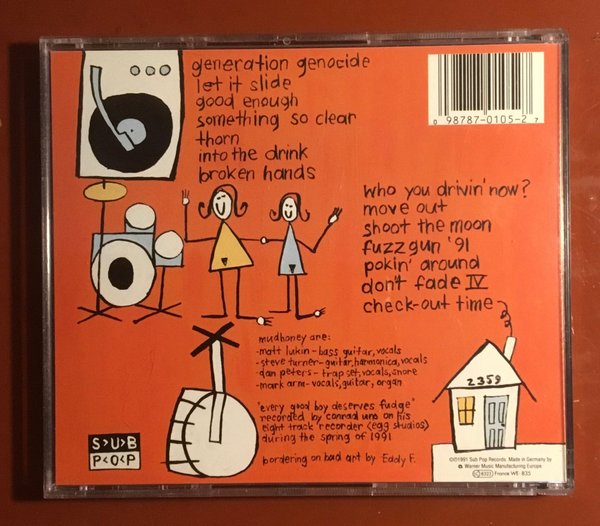 generation genocide
let it slide
good enough
something so clear
thorn
into the drink
broken hands
0 98787-0105-2 7
who you drivin' now?
move out
shoot the moon
fuzzgun '91
pokin' around
don't fade IV
check-out time
mudhoney are:
-matt lukin - bass guitar, vocals
-steve turner - guitar, harmonica, vocals
-dan peters - trap set, vocals, snore
-mark arm - vocals, guitar, organ
"every good boy deserves fudge"
recorded by conrad uno on his
eight track recorder (egg studios)
during the spring of 1991
bordering on bad art by Eddy F.
2359
S>U>B
P<O<P
©℗1991 Sub Pop Records. Made in Germany by
Warner Music Manufacturing Europe.
France WE 835